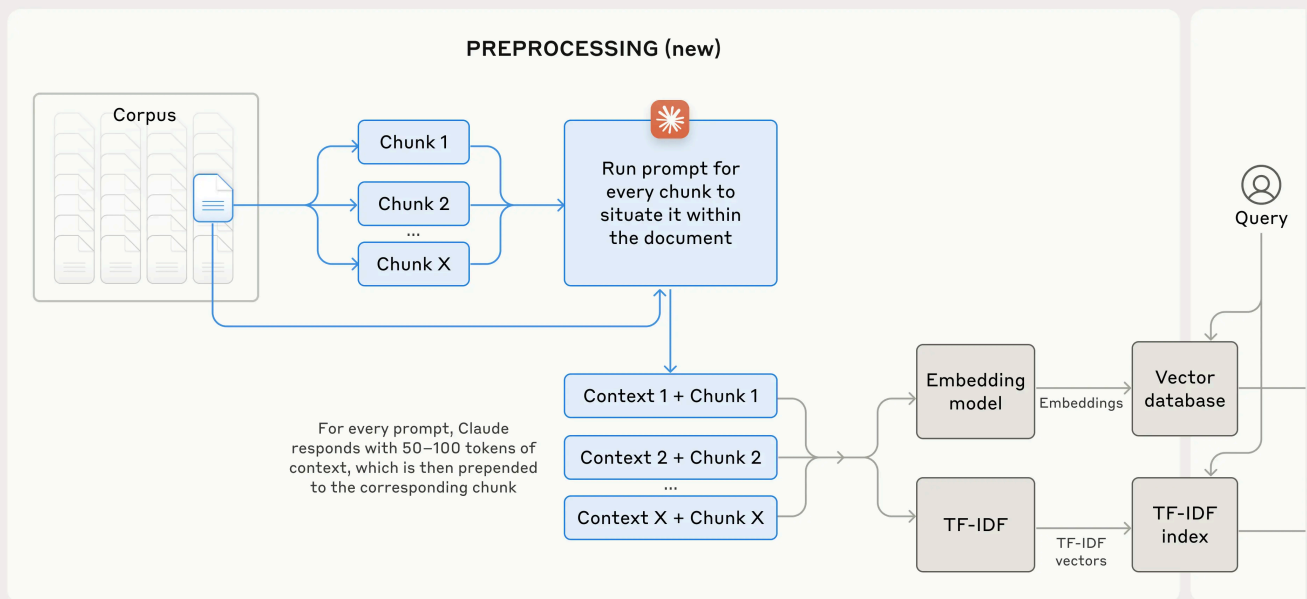 PREPROCESSING (new)
Corpus
Chunk 1
Chunk 2
...
Chunk X
Run prompt for
every chunk to
situate it within
the document
For every prompt, Claude
responds with 50–100 tokens of
context, which is then prepended
to the corresponding chunk
Context 1 + Chunk 1
Context 2 + Chunk 2
...
Context X + Chunk X
Embedding
model
Embeddings
Vector
database
TF-IDF
TF-IDF
vectors
TF-IDF
index
Query